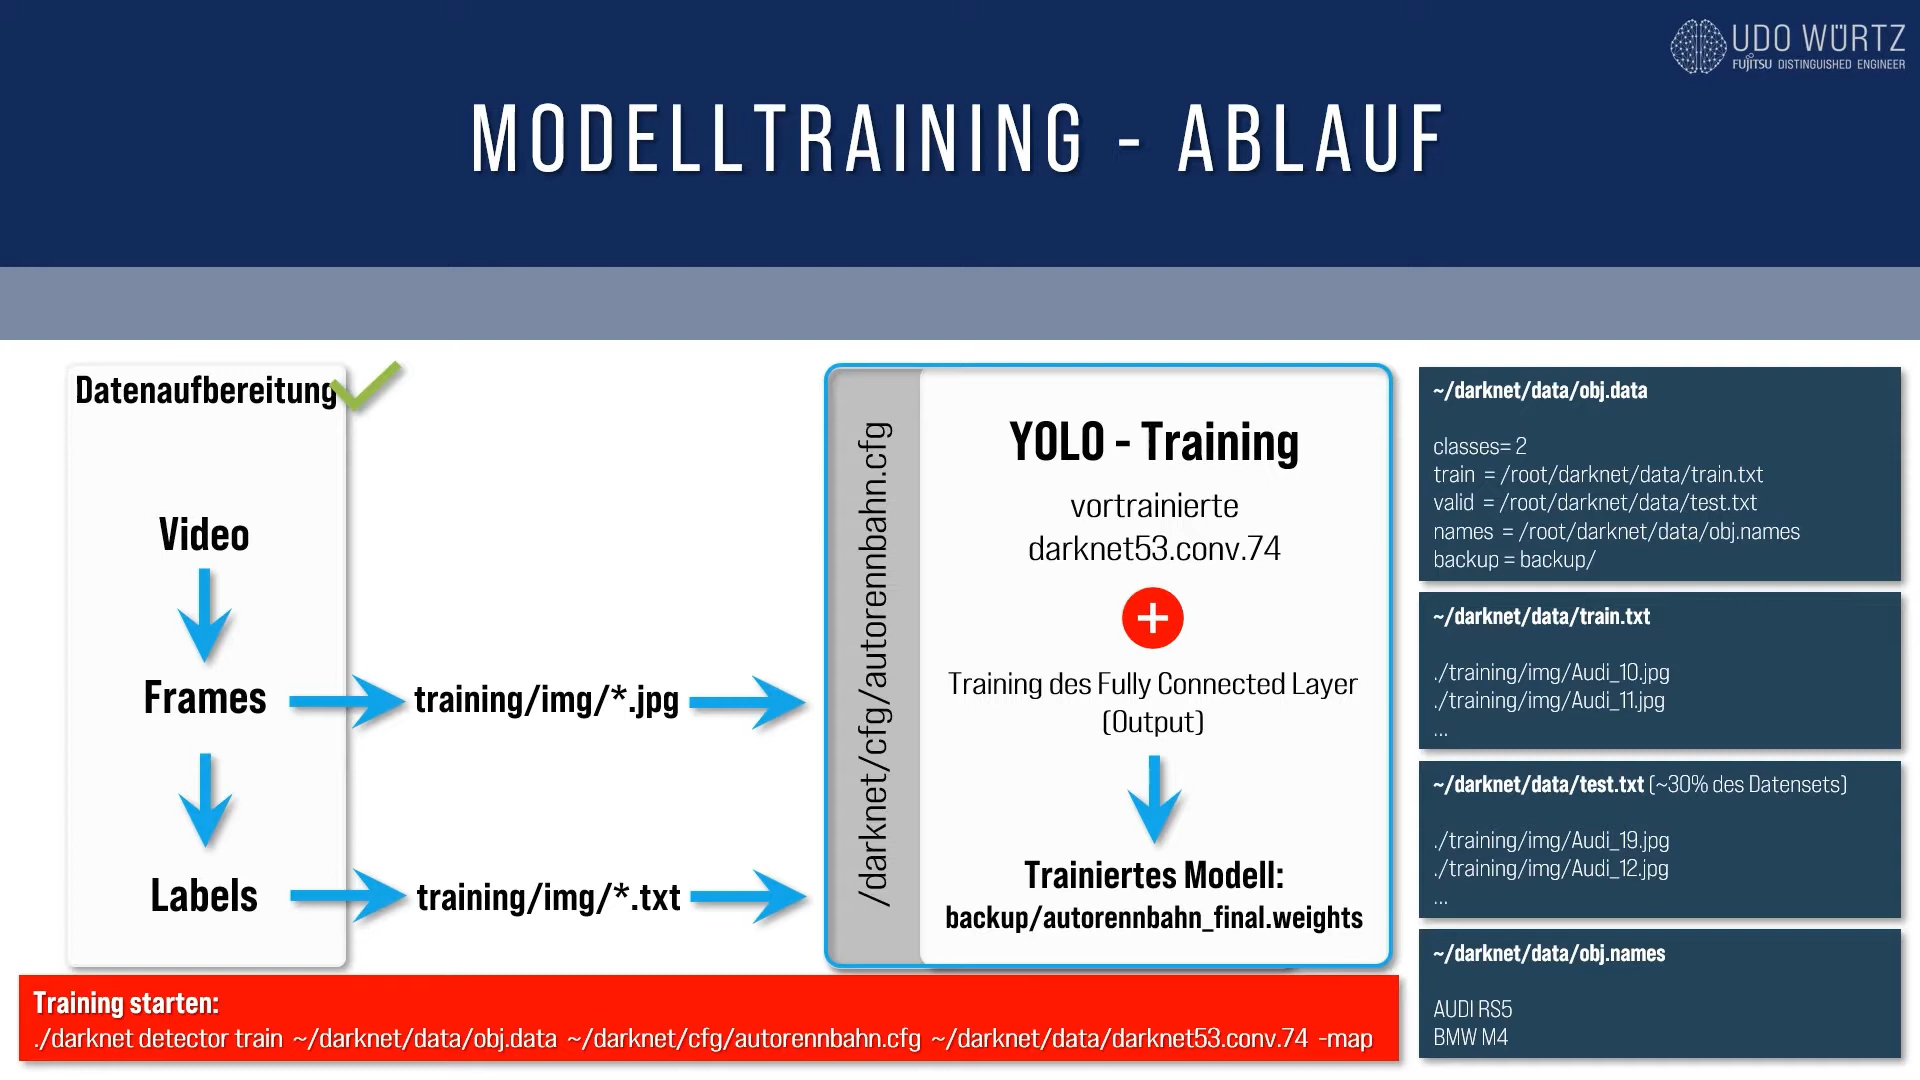 UDO WÜRTZ
FUJITSU DISTINGUISHED ENGINEER
MODELLTRAINING - ABLAUF
Datenaufbereitung
Video
Frames
Labels
training/img/*.jpg
training/img/*.txt
/darknet/cfg/autorennbahn.cfg
YOLO - Training
vortrainierte
darknet53.conv.74
+
Training des Fully Connected Layer
(Output)
Trainiertes Modell:
backup/autorennbahn_final.weights
~/darknet/data/obj.data
classes= 2
train = /root/darknet/data/train.txt
valid = /root/darknet/data/test.txt
names = /root/darknet/data/obj.names
backup = backup/
~/darknet/data/train.txt
./training/img/Audi_10.jpg
./training/img/Audi_11.jpg
...
~/darknet/data/test.txt (~30% des Datensets)
./training/img/Audi_19.jpg
./training/img/Audi_12.jpg
...
~/darknet/data/obj.names
AUDI RS5
BMW M4
Training starten:
./darknet detector train ~/darknet/data/obj.data ~/darknet/cfg/autorennbahn.cfg ~/darknet/data/darknet53.conv.74 -map